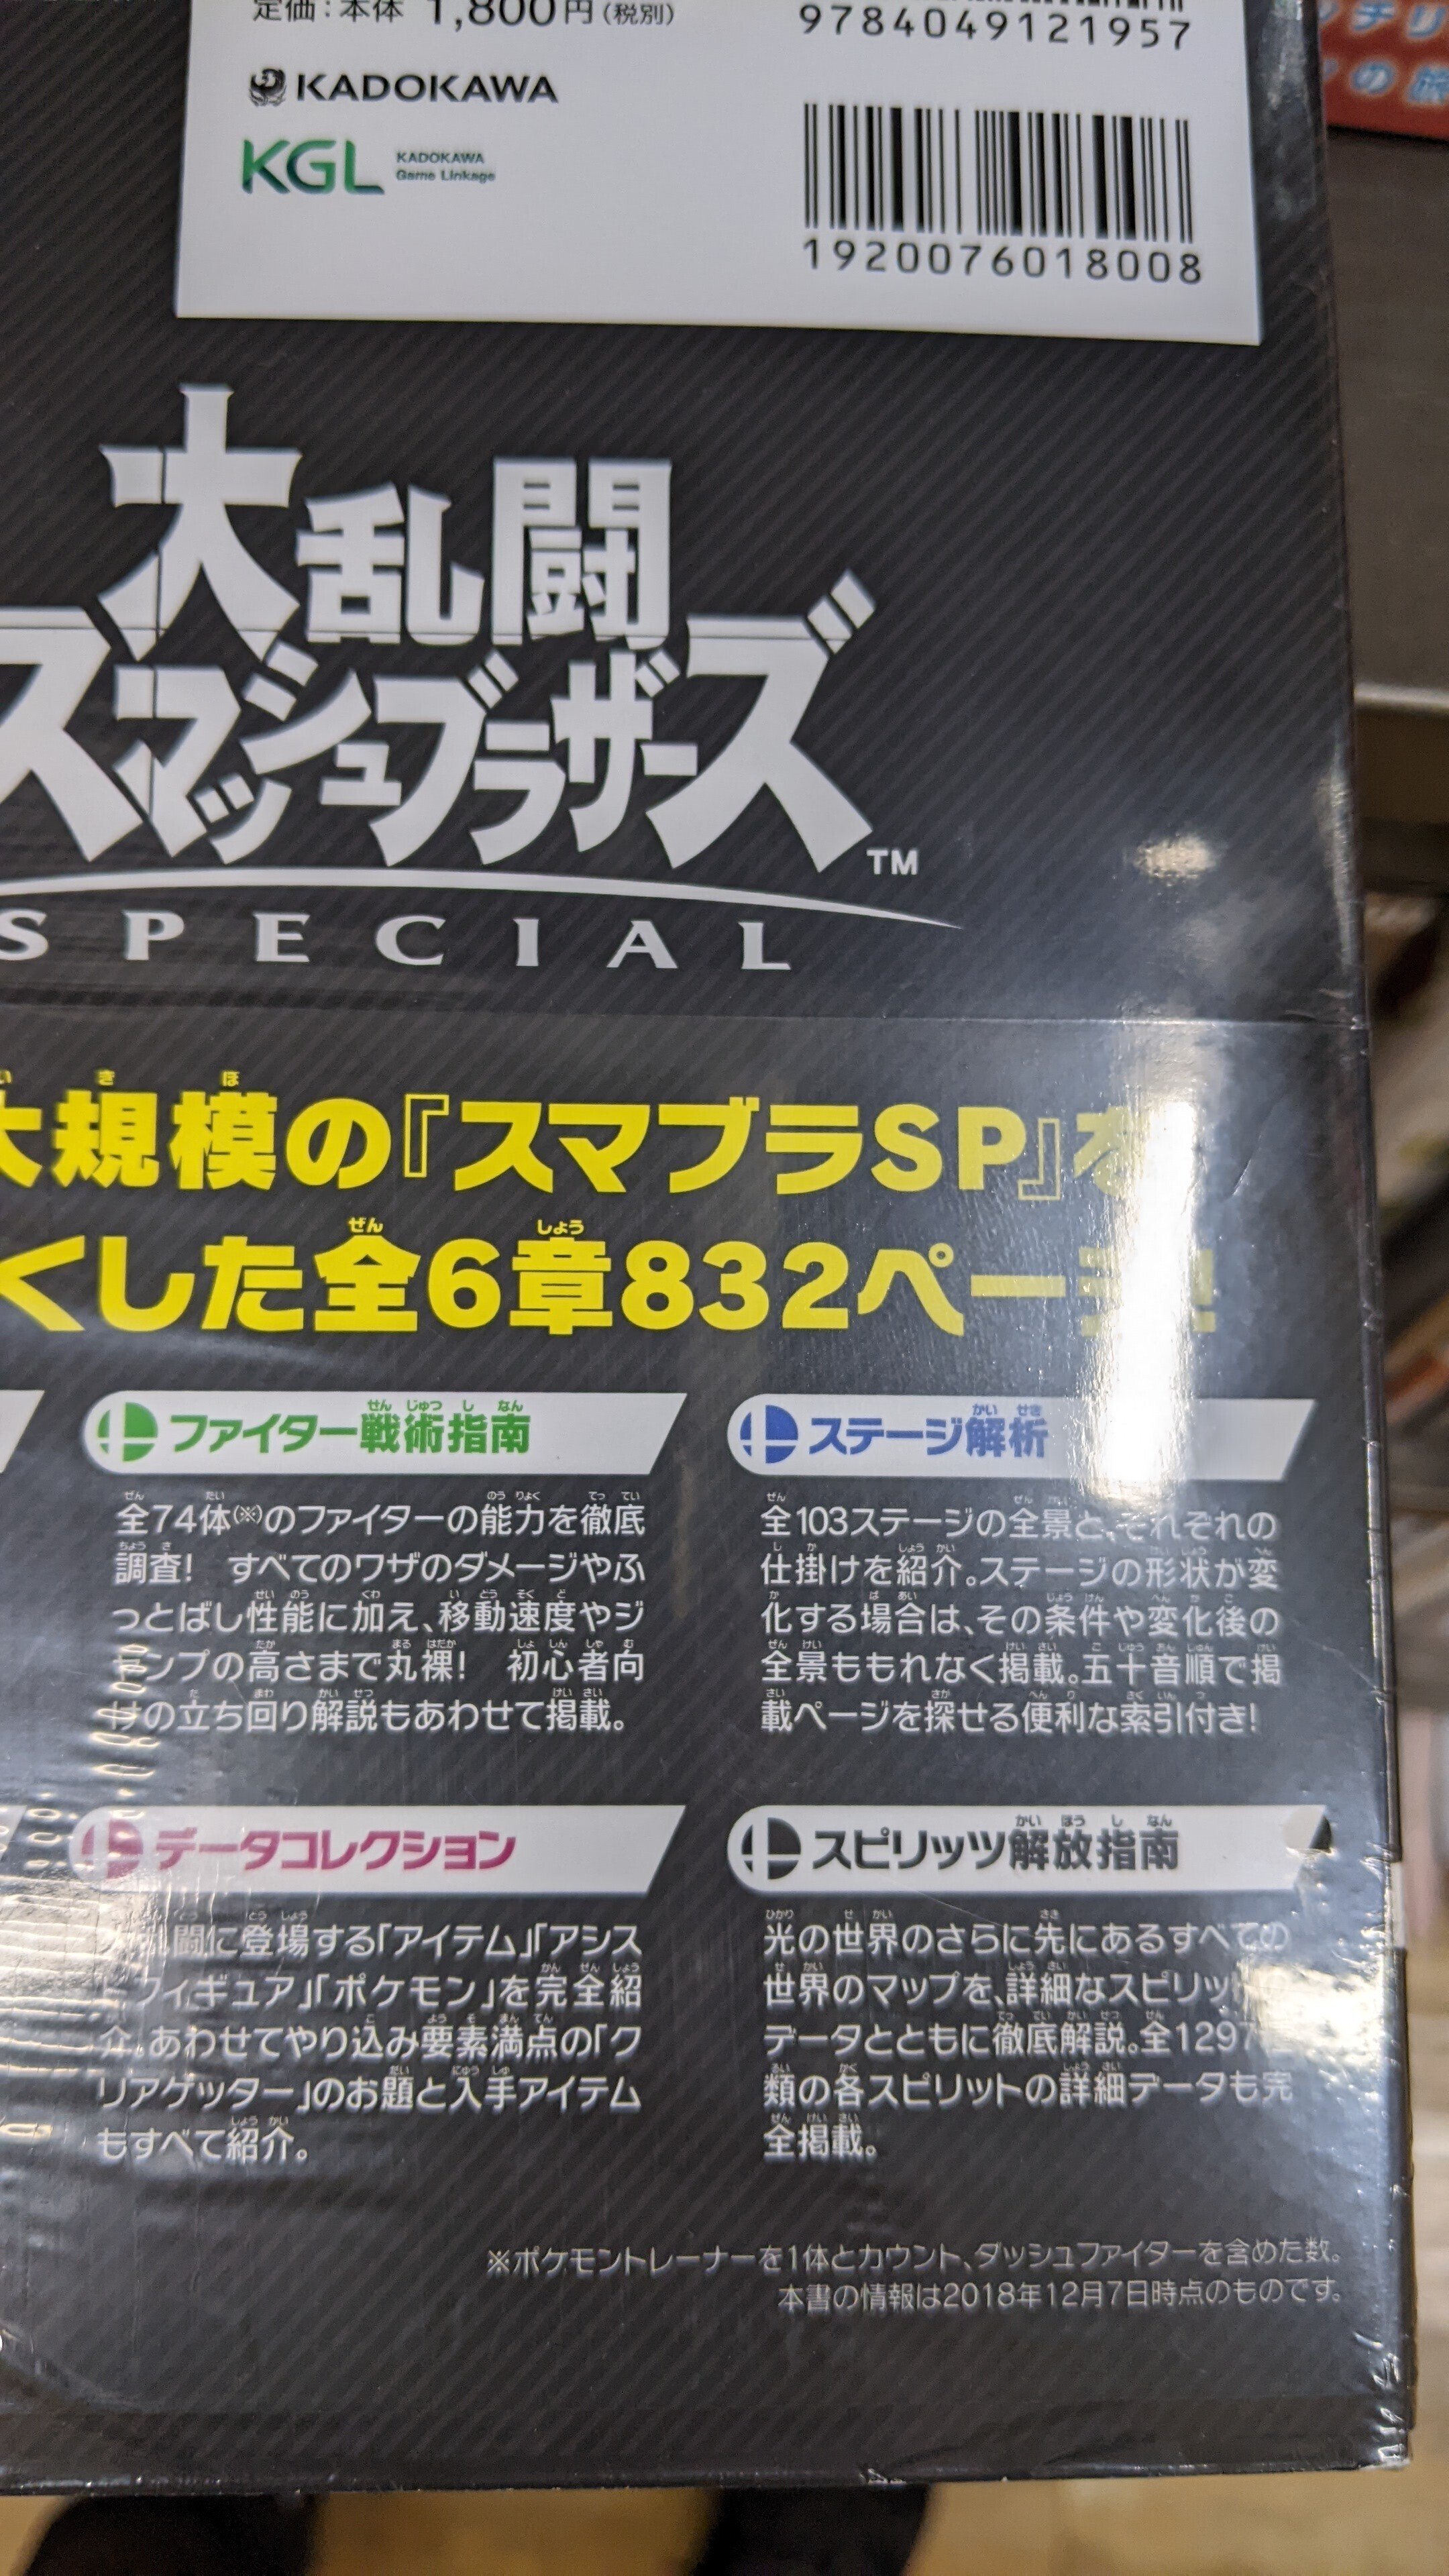 定価：本体 1,800円（税別）
9784049121957
KADOKAWA
KGL KADOKAWA Game Linkage
1920076018008
大乱闘
スマッシュブラザーズ™
SPECIAL
大規模の『スマブラSP』を
くした全6章832ページ!
ファイター戦術指南
全74体(※)のファイターの能力を徹底
調査! すべてのワザのダメージやふ
っとばし性能に加え、移動速度やジ
ャンプの高さまで丸裸! 初心者向
けの立ち回り解説もあわせて掲載。
ステージ解析
全103ステージの全景と、それぞれの
仕掛けを紹介。ステージの形状が変
化する場合は、その条件や変化後の
全景ももれなく掲載。五十音順で掲
載ページを探せる便利な索引付き!
データコレクション
闘に登場する「アイテム」「アシス
トフィギュア」「ポケモン」を完全紹
介。あわせてやり込み要素満点の「ク
リアゲッター」のお題と入手アイテム
もすべて紹介。
スピリッツ解放指南
光の世界のさらに先にあるすべての
世界のマップを、詳細なスピリッ
データとともに徹底解説。全1297
類の各スピリットの詳細データも完
全掲載。
※ポケモントレーナーを1体とカウント、ダッシュファイターを含めた数。
本書の情報は2018年12月7日時点のものです。